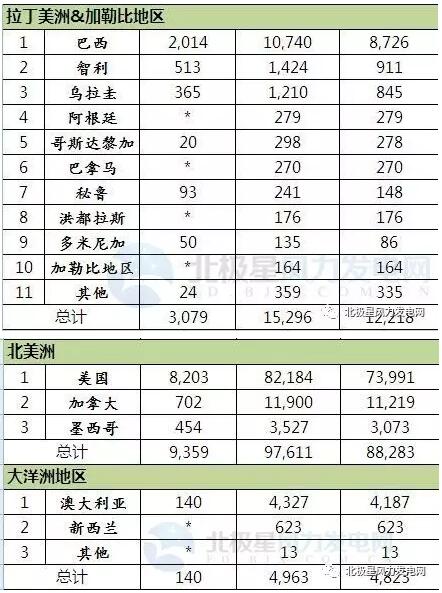 拉丁美洲&加勒比地区
1 巴西 2,014 10,740 8,726
2 智利 513 1,424 911
3 乌拉圭 365 1,210 845
4 阿根廷 * 279 279
5 哥斯达黎加 20 298 278
6 巴拿马 * 270 270
7 秘鲁 93 241 148
8 洪都拉斯 * 176 176
9 多米尼加 50 135 86
10 加勒比地区 * 164 164
11 其他 24 359 335
总计 3,079 15,296 12,218
北极星风力发电网
北美洲
1 美国 8,203 82,184 73,991
2 加拿大 702 11,900 11,219
3 墨西哥 454 3,527 3,073
总计 9,359 97,611 88,283
大洋洲地区
1 澳大利亚 140 4,327 4,187
2 新西兰 * 623 623
3 其他 * 13 13
总计 140 4,963 4,823
北极星风力发电网